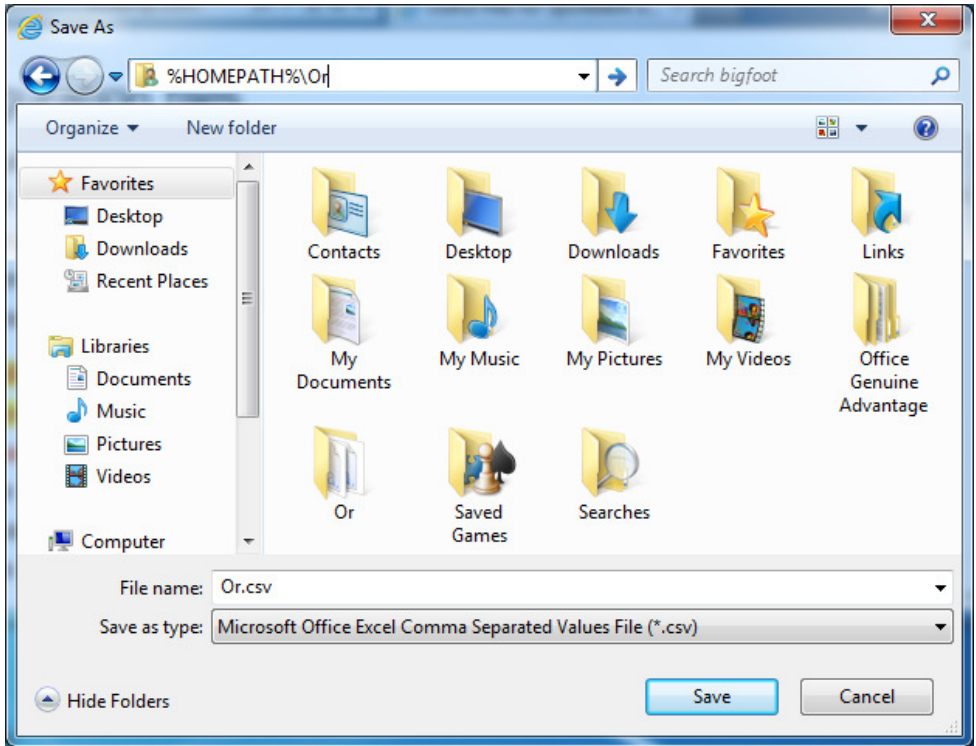 Save As
%HOMEPATH%\Or
Search bigfoot
Organize
New folder
Favorites
Desktop
Downloads
Recent Places
Libraries
Documents
Music
Pictures
Videos
Computer
Contacts
Desktop
Downloads
Favorites
Links
My
Documents
My Music
My Pictures
My Videos
Office
Genuine
Advantage
Or
Saved
Games
Searches
File name: Or.csv
Save as type: Microsoft Office Excel Comma Separated Values File (*.csv)
Hide Folders
Save
Cancel